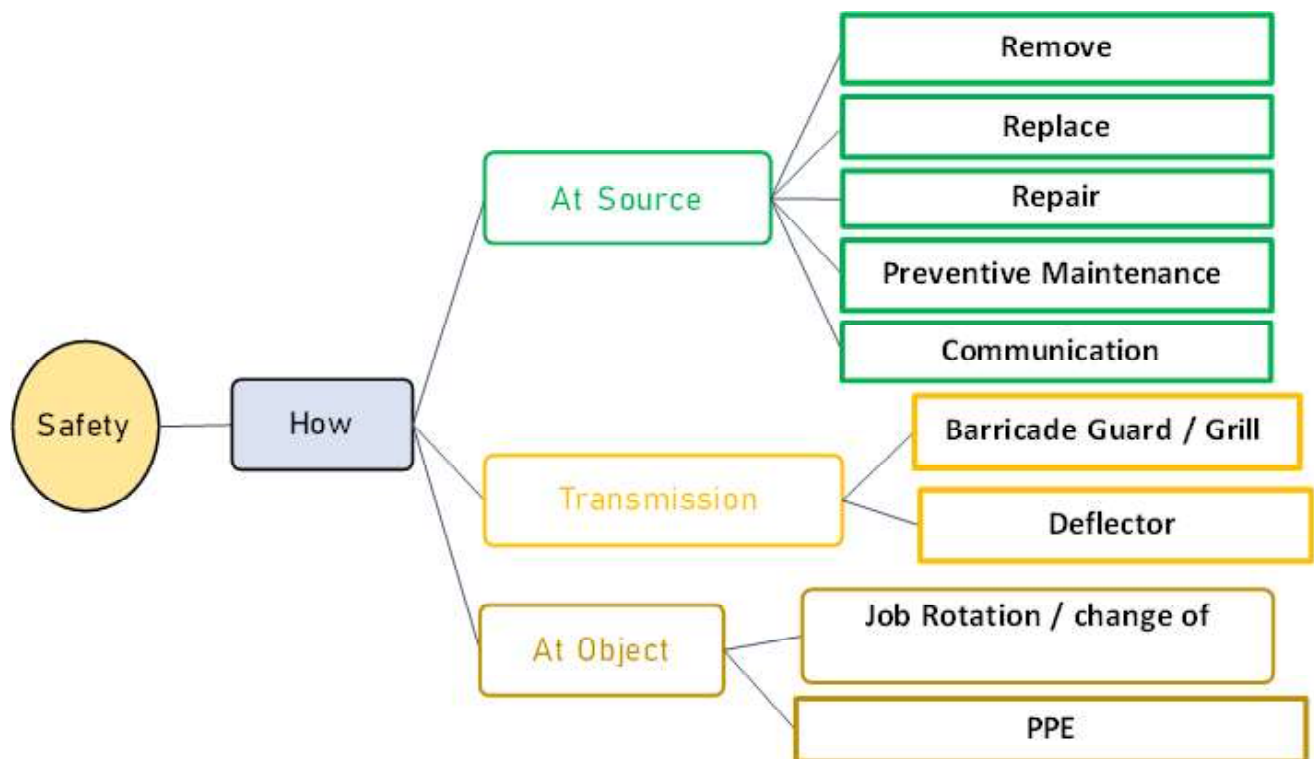 Safety
How
At Source
Remove
Replace
Repair
Preventive Maintenance
Communication
Transmission
Barricade Guard / Grill
Deflector
At Object
Job Rotation / change of
PPE